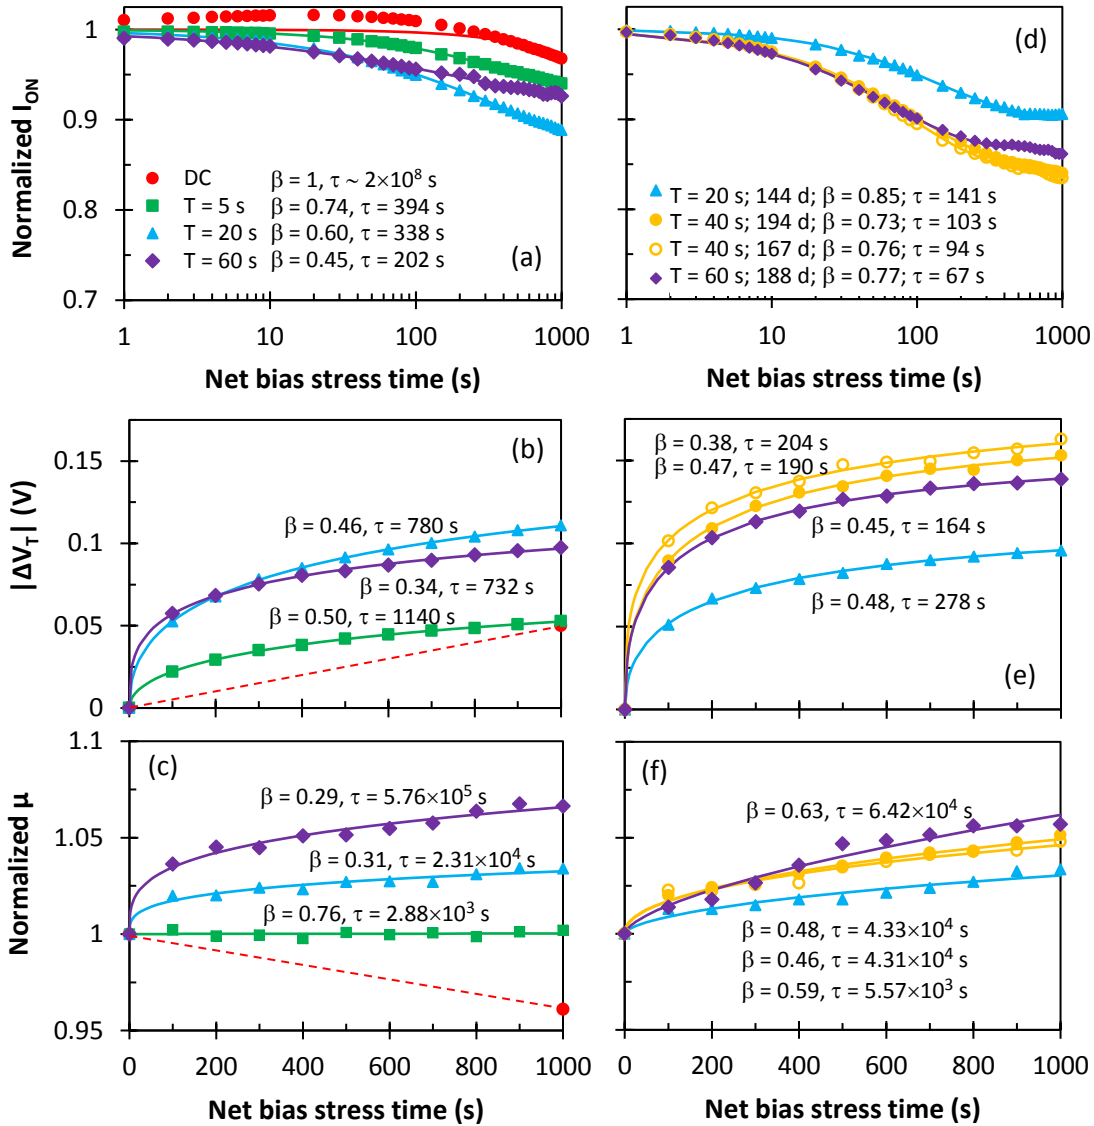 Normalized I_ON
1
0.9
0.8
0.7
DC β = 1, τ ~ 2×10⁸ s
T = 5 s β = 0.74, τ = 394 s
T = 20 s β = 0.60, τ = 338 s
T = 60 s β = 0.45, τ = 202 s
(a)
1 10 100 1000
Net bias stress time (s)
(d)
T = 20 s; 144 d; β = 0.85; τ = 141 s
T = 40 s; 194 d; β = 0.73; τ = 103 s
T = 40 s; 167 d; β = 0.76; τ = 94 s
T = 60 s; 188 d; β = 0.77; τ = 67 s
1 10 100 1000
Net bias stress time (s)
|ΔV_T| (V)
0.15
0.1
0.05
0
(b)
β = 0.46, τ = 780 s
β = 0.34, τ = 732 s
β = 0.50, τ = 1140 s
β = 0.38, τ = 204 s
β = 0.47, τ = 190 s
β = 0.45, τ = 164 s
β = 0.48, τ = 278 s
(e)
Normalized μ
1.1
1.05
1
0.95
(c)
β = 0.29, τ = 5.76×10⁵ s
β = 0.31, τ = 2.31×10⁴ s
β = 0.76, τ = 2.88×10³ s
0 200 400 600 800 1000
Net bias stress time (s)
(f)
β = 0.63, τ = 6.42×10⁴ s
β = 0.48, τ = 4.33×10⁴ s
β = 0.46, τ = 4.31×10⁴ s
β = 0.59, τ = 5.57×10³ s
0 200 400 600 800 1000
Net bias stress time (s)